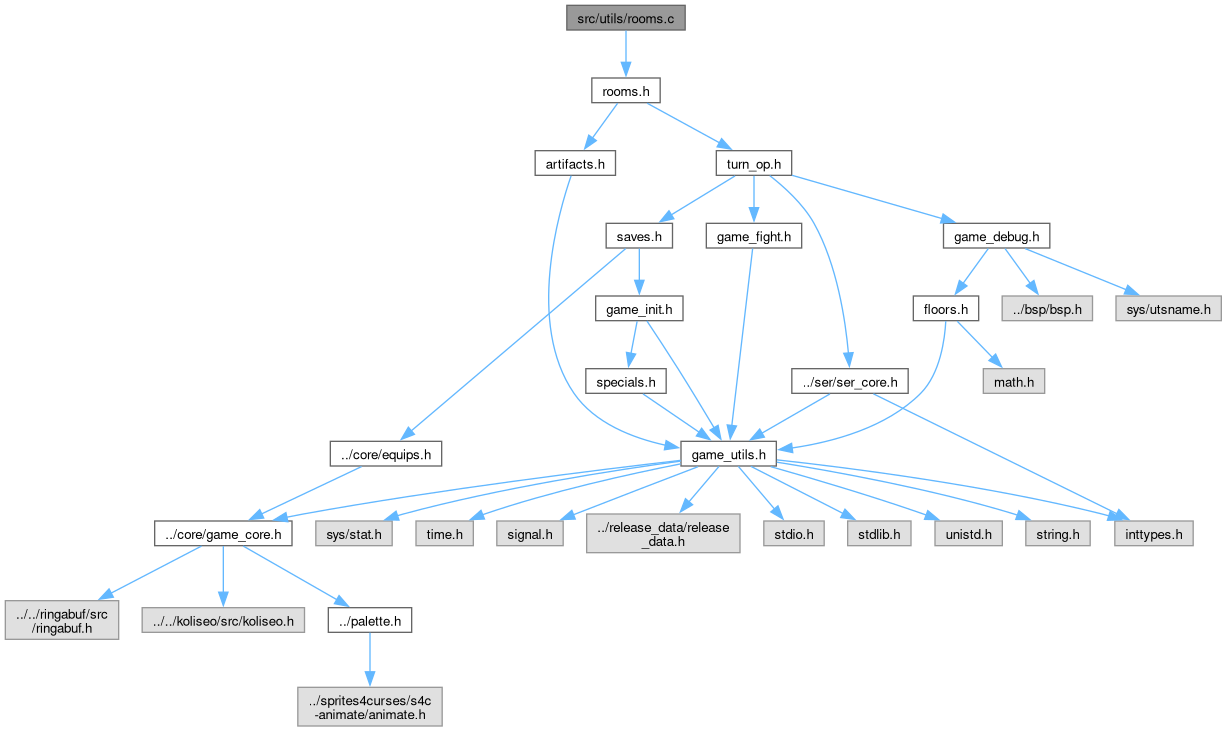 src/utils/rooms.c
rooms.h
artifacts.h
turn_op.h
saves.h
game_fight.h
game_debug.h
game_init.h
floors.h
../bsp/bsp.h
sys/utsname.h
specials.h
../ser/ser_core.h
math.h
../core/equips.h
game_utils.h
../core/game_core.h
sys/stat.h
time.h
signal.h
../release_data/release
_data.h
stdio.h
stdlib.h
unistd.h
string.h
inttypes.h
../../ringabuf/src
/ringabuf.h
../../koliseo/src/koliseo.h
../palette.h
../sprites4curses/s4c
-animate/animate.h